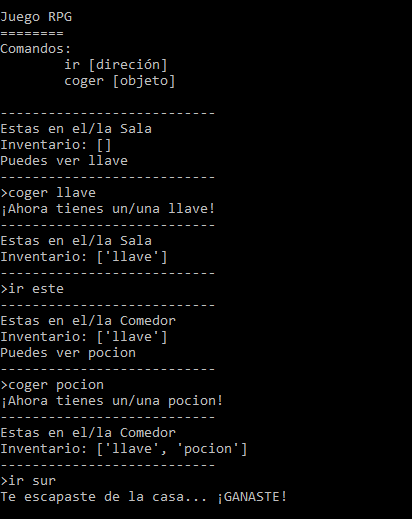 Juego RPG
========
Comandos:
        ir [direción]
        coger [objeto]

---------------------------
Estas en el/la Sala
Inventario: []
Puedes ver llave
---------------------------
>coger llave
¡Ahora tienes un/una llave!
---------------------------
Estas en el/la Sala
Inventario: ['llave']
---------------------------
>ir este
---------------------------
Estas en el/la Comedor
Inventario: ['llave']
Puedes ver pocion
---------------------------
>coger pocion
¡Ahora tienes un/una pocion!
---------------------------
Estas en el/la Comedor
Inventario: ['llave', 'pocion']
---------------------------
>ir sur
Te escapaste de la casa... ¡GANASTE!